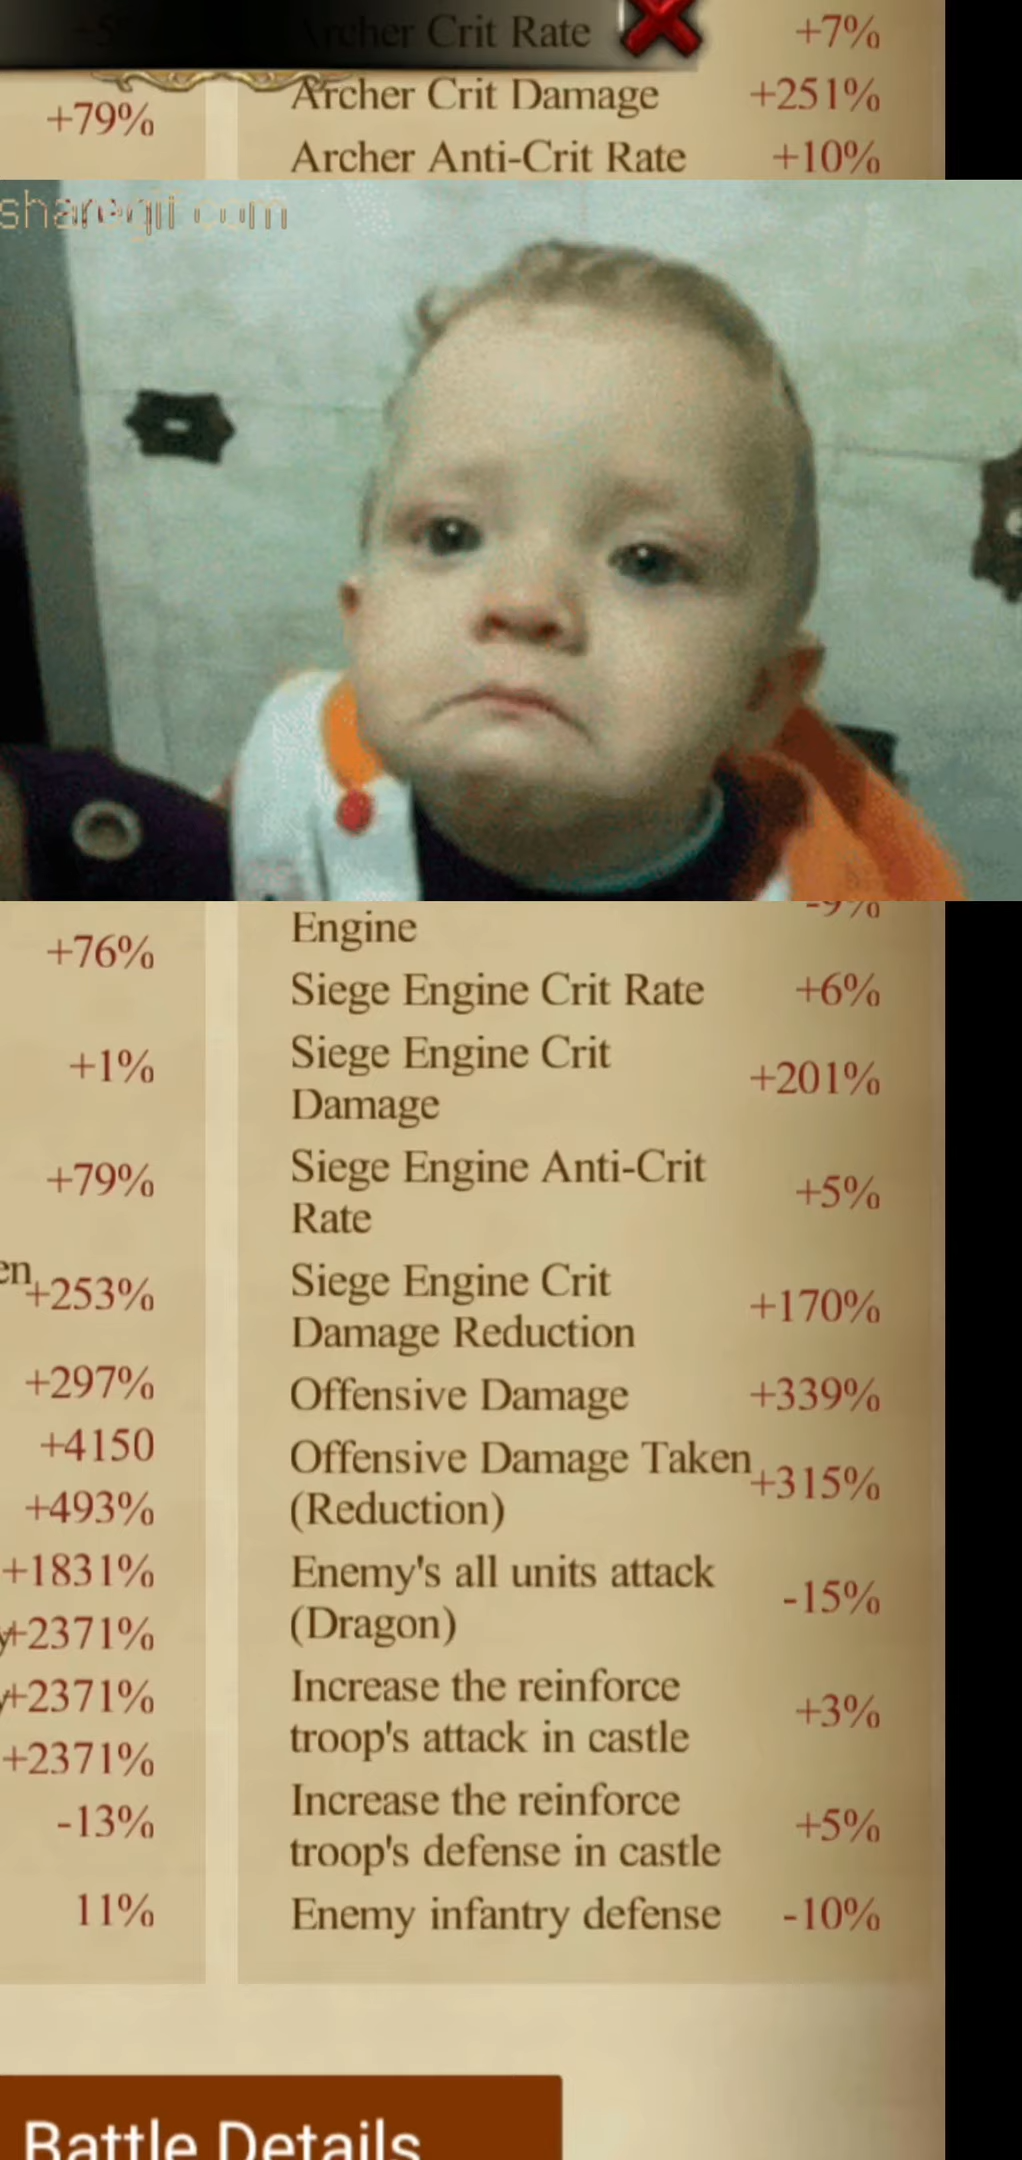 Archer Crit Rate +7%
+79%
Archer Crit Damage +251%
Archer Anti-Crit Rate +10%
Engine -9%
+76%
Siege Engine Crit Rate +6%
+1%
Siege Engine Crit
Damage +201%
+79%
Siege Engine Anti-Crit
Rate +5%
en +253%
Siege Engine Crit
Damage Reduction +170%
+297%
Offensive Damage +339%
+4150
Offensive Damage Taken
(Reduction) +315%
+493%
+1831%
Enemy's all units attack
(Dragon) -15%
+2371%
+2371%
Increase the reinforce
troop's attack in castle +3%
+2371%
-13%
Increase the reinforce
troop's defense in castle +5%
11%
Enemy infantry defense -10%
Battle Details